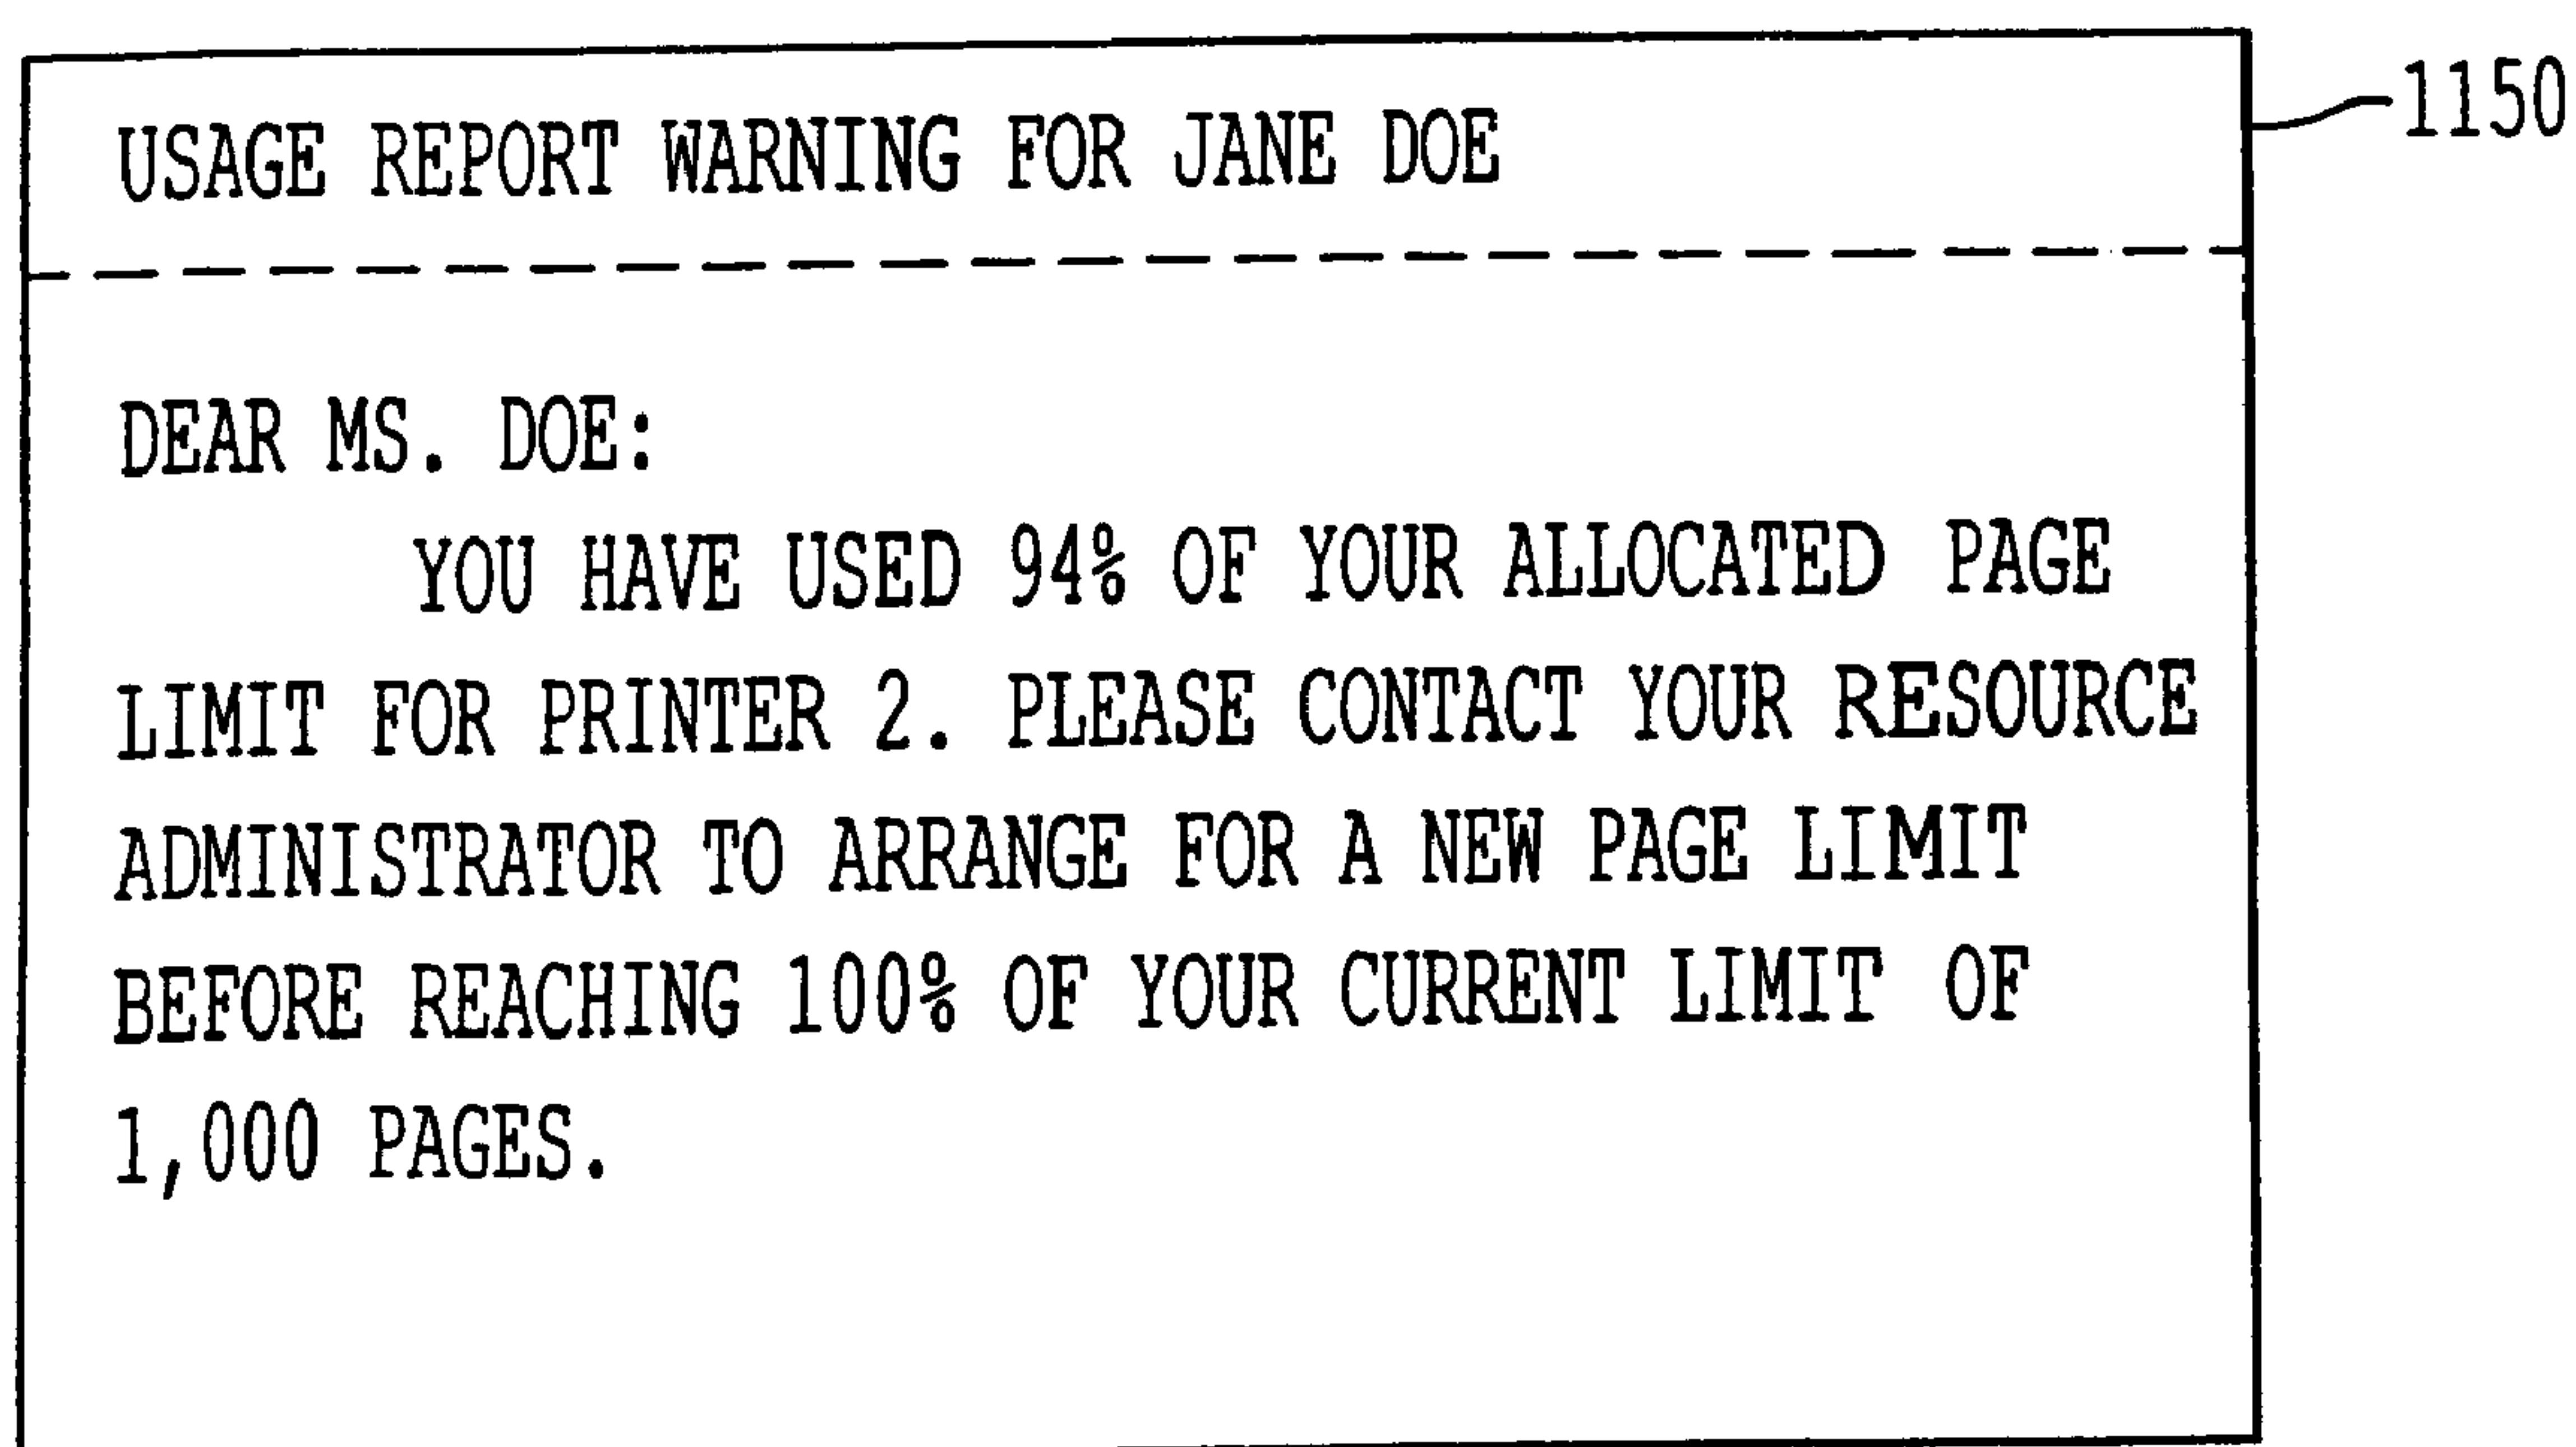 USAGE REPORT WARNING FOR JANE DOE
1150
DEAR MS. DOE:
YOU HAVE USED 94% OF YOUR ALLOCATED PAGE
LIMIT FOR PRINTER 2. PLEASE CONTACT YOUR RESOURCE
ADMINISTRATOR TO ARRANGE FOR A NEW PAGE LIMIT
BEFORE REACHING 100% OF YOUR CURRENT LIMIT OF
1,000 PAGES.